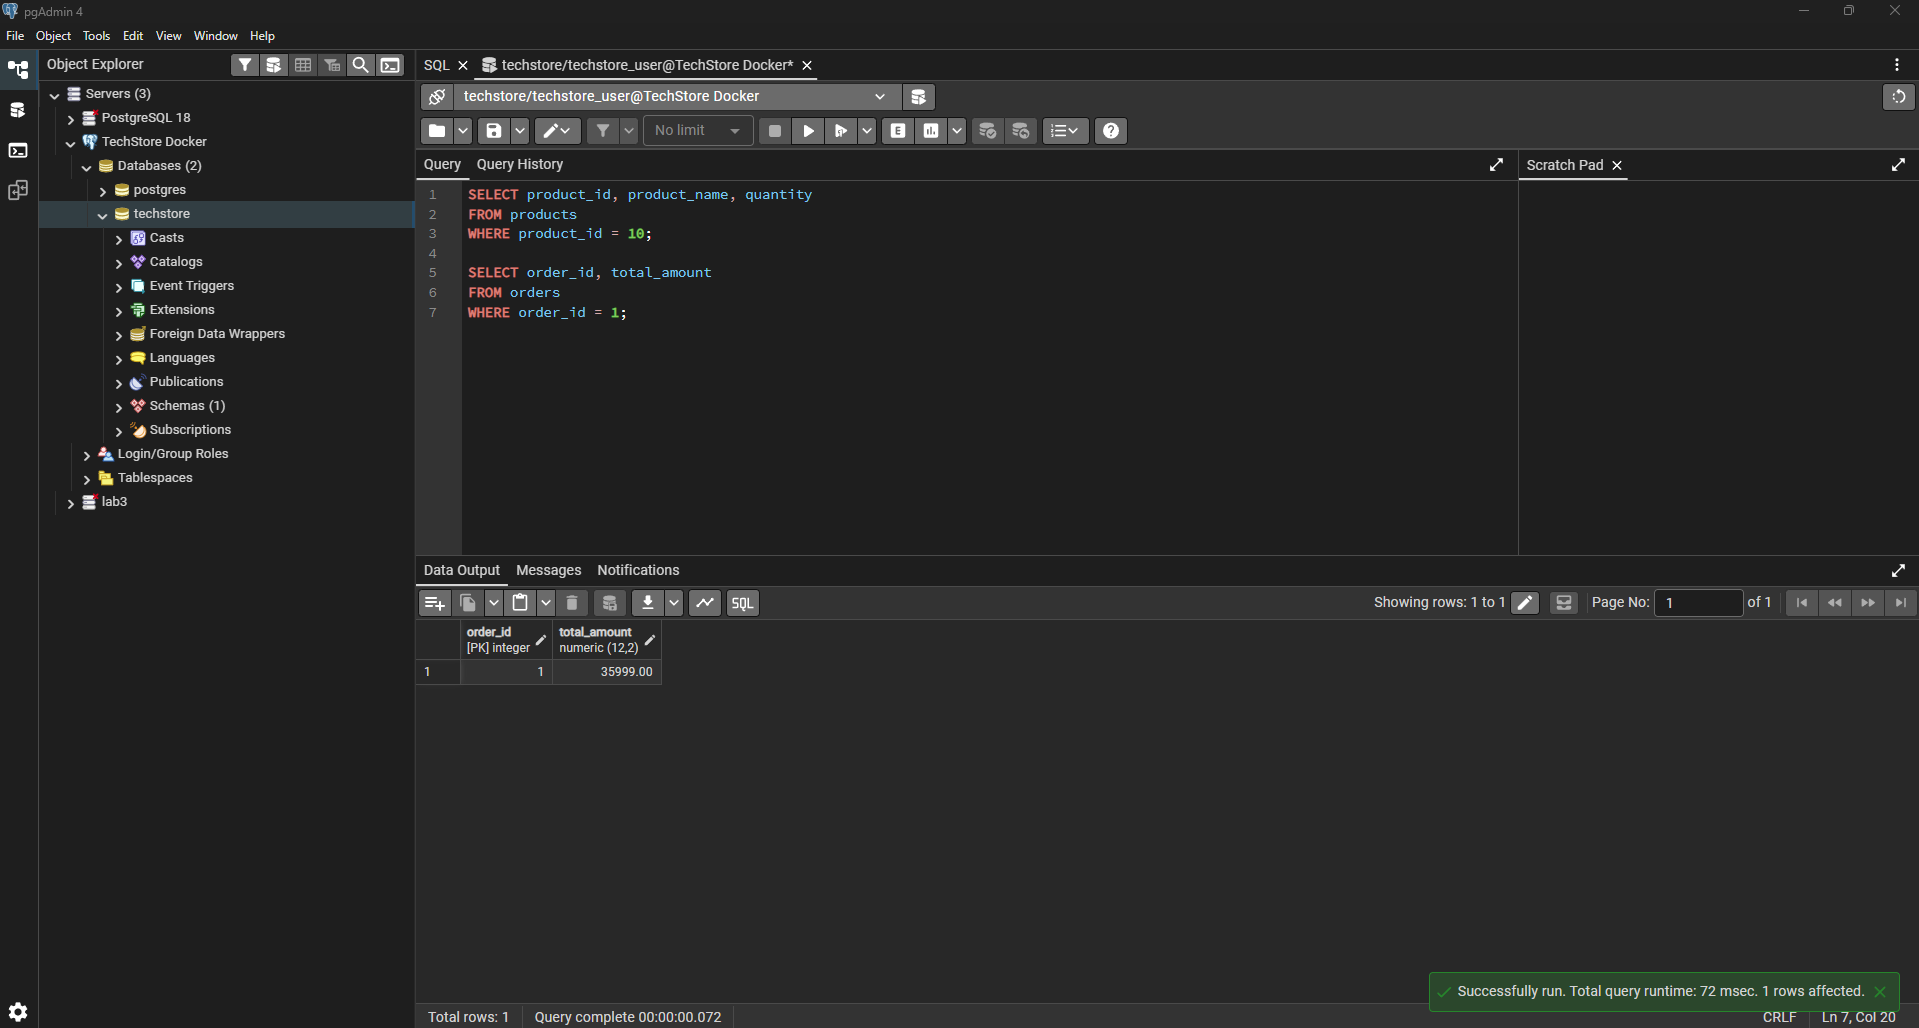 pgAdmin 4
File Object Tools Edit View Window Help
Object Explorer
SQL techstore/techstore_user@TechStore Docker*
Servers (3)
PostgreSQL 18
TechStore Docker
Databases (2)
postgres
techstore
Casts
Catalogs
Event Triggers
Extensions
Foreign Data Wrappers
Languages
Publications
Schemas (1)
Subscriptions
Login/Group Roles
Tablespaces
lab3
techstore/techstore_user@TechStore Docker
No limit
E
Query Query History
Scratch Pad
1 SELECT product_id, product_name, quantity
2 FROM products
3 WHERE product_id = 10;
4
5 SELECT order_id, total_amount
6 FROM orders
7 WHERE order_id = 1;
Data Output Messages Notifications
SQL
Showing rows: 1 to 1 Page No: 1 of 1
order_id total_amount
[PK] integer numeric (12,2)
1 1 35999.00
Successfully run. Total query runtime: 72 msec. 1 rows affected.
Total rows: 1 Query complete 00:00:00.072 CRLF Ln 7, Col 20